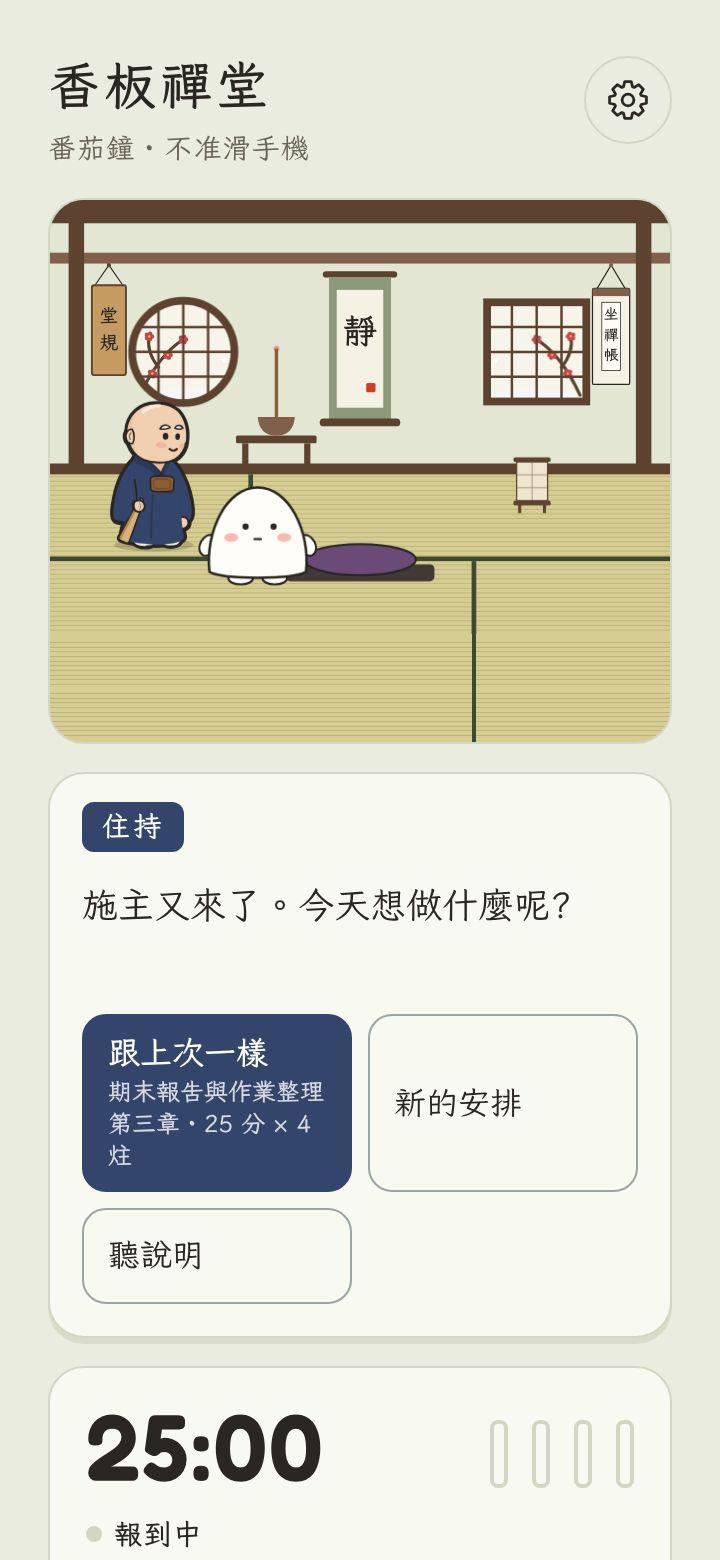 香板禪堂
番茄鐘・不准滑手機
堂規
靜
坐禪帳
住持
施主又來了。今天想做什麼呢?
跟上次一樣
期末報告與作業整理
第三章・25 分 × 4
炷
新的安排
聽說明
25:00
報到中